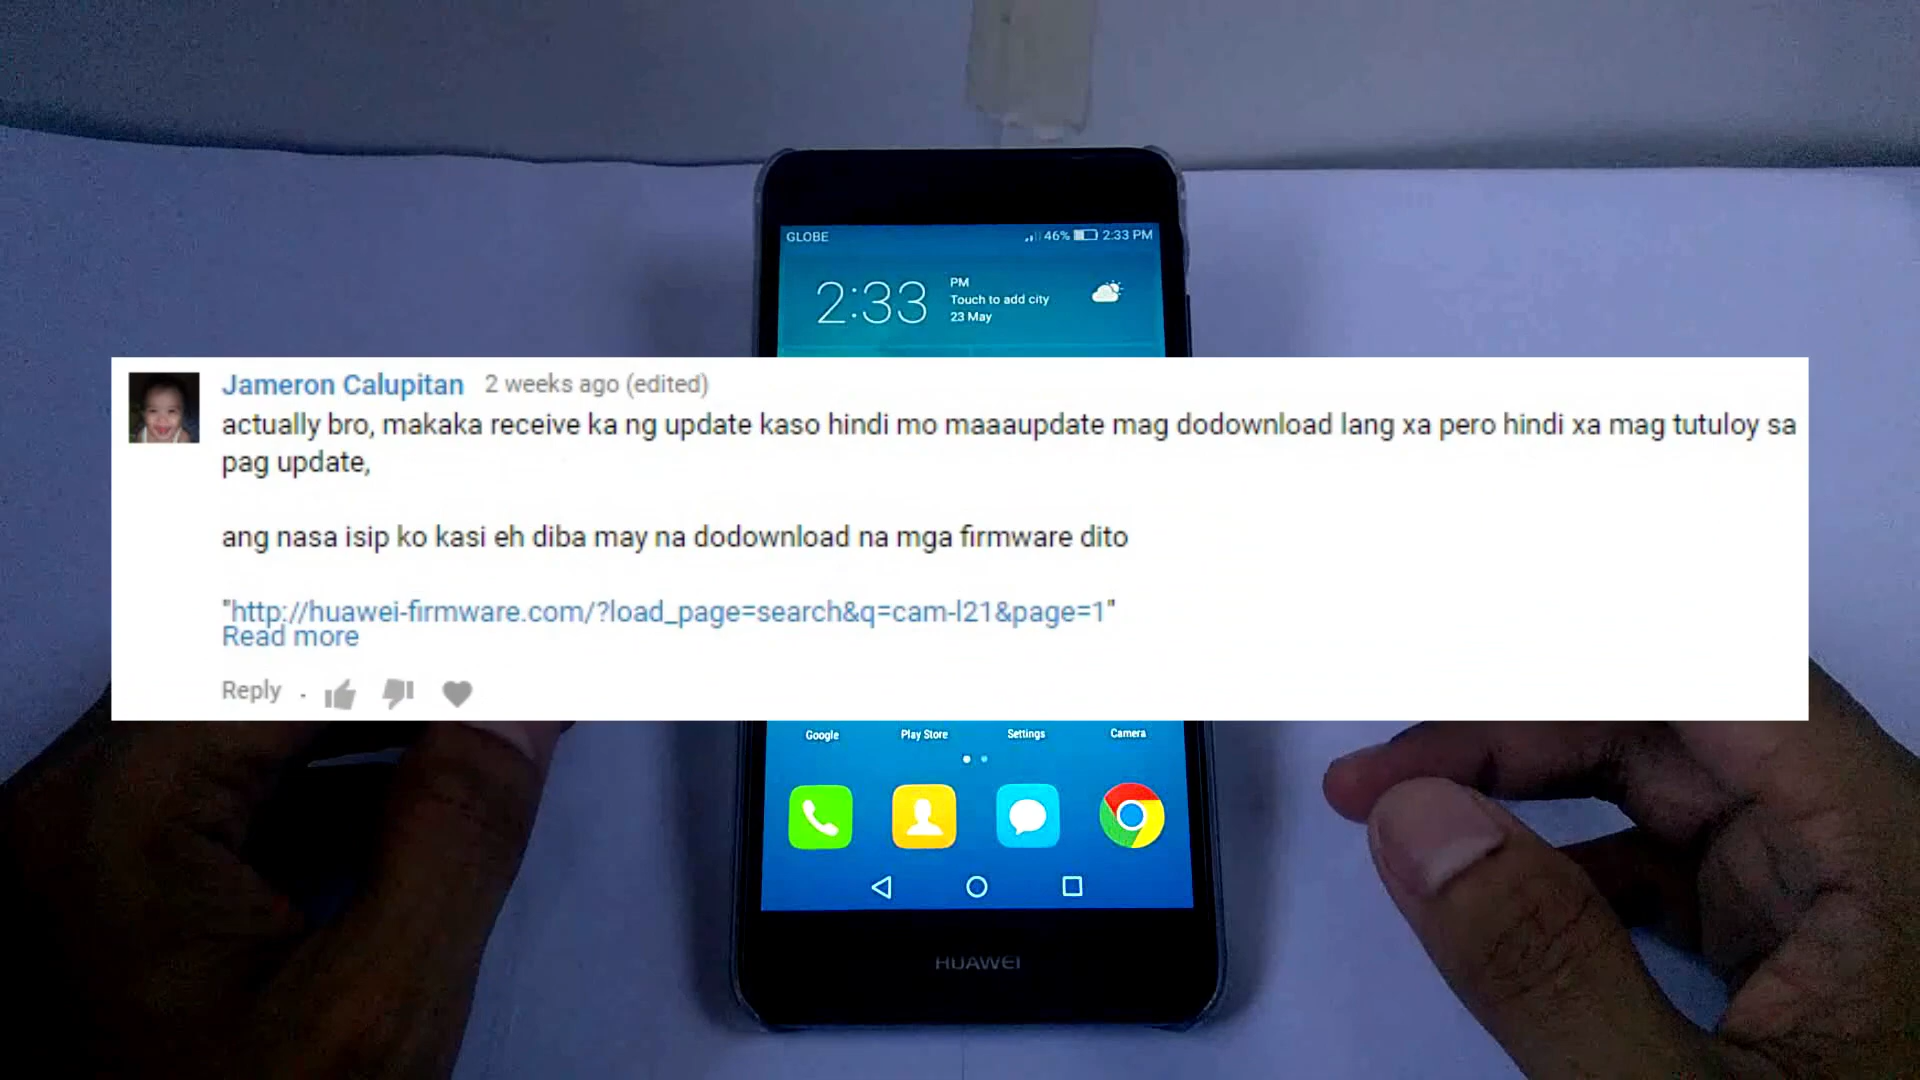 GLOBE
46% 2:33 PM
2:33
PM
Touch to add city
23 May
Jameron Calupitan 2 weeks ago (edited)
actually bro, makaka receive ka ng update kaso hindi mo maaaupdate mag dodownload lang xa pero hindi xa mag tutuloy sa
pag update,
ang nasa isip ko kasi eh diba may na dodownload na mga firmware dito
"http://huawei-firmware.com/?load_page=search&q=cam-l21&page=1"
Read more
Reply .
Google Play Store Settings Camera
HUAWEI